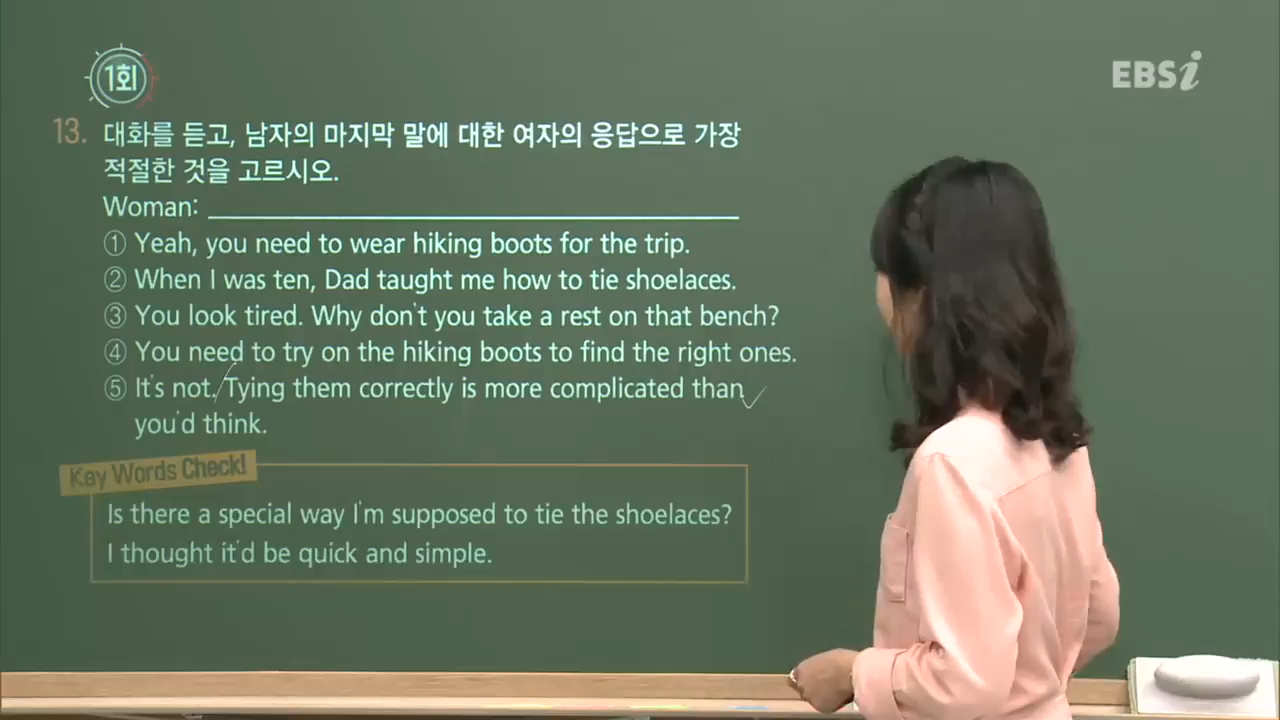 1회
EBSi
13. 대화를 듣고, 남자의 마지막 말에 대한 여자의 응답으로 가장
적절한 것을 고르시오.
Woman:
① Yeah, you need to wear hiking boots for the trip.
② When I was ten, Dad taught me how to tie shoelaces.
③ You look tired. Why don't you take a rest on that bench?
④ You need to try on the hiking boots to find the right ones.
⑤ It's not. Tying them correctly is more complicated than
you'd think.
Key Words Check!
Is there a special way I'm supposed to tie the shoelaces?
I thought it'd be quick and simple.